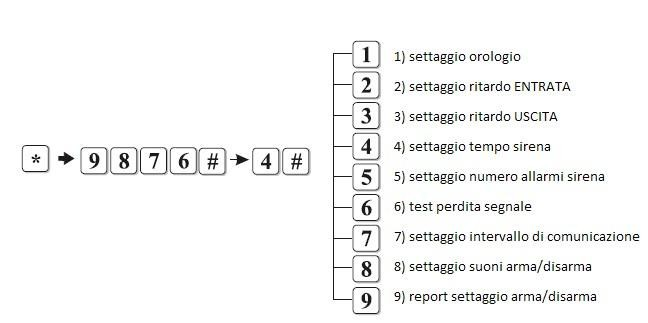 1 1) settaggio orologio
2 2) settaggio ritardo ENTRATA
3 3) settaggio ritardo USCITA
* 9 8 7 6 # 4 #
4 4) settaggio tempo sirena
5 5) settaggio numero allarmi sirena
6 6) test perdita segnale
7 7) settaggio intervallo di comunicazione
8 8) settaggio suoni arma/disarma
9 9) report settaggio arma/disarma